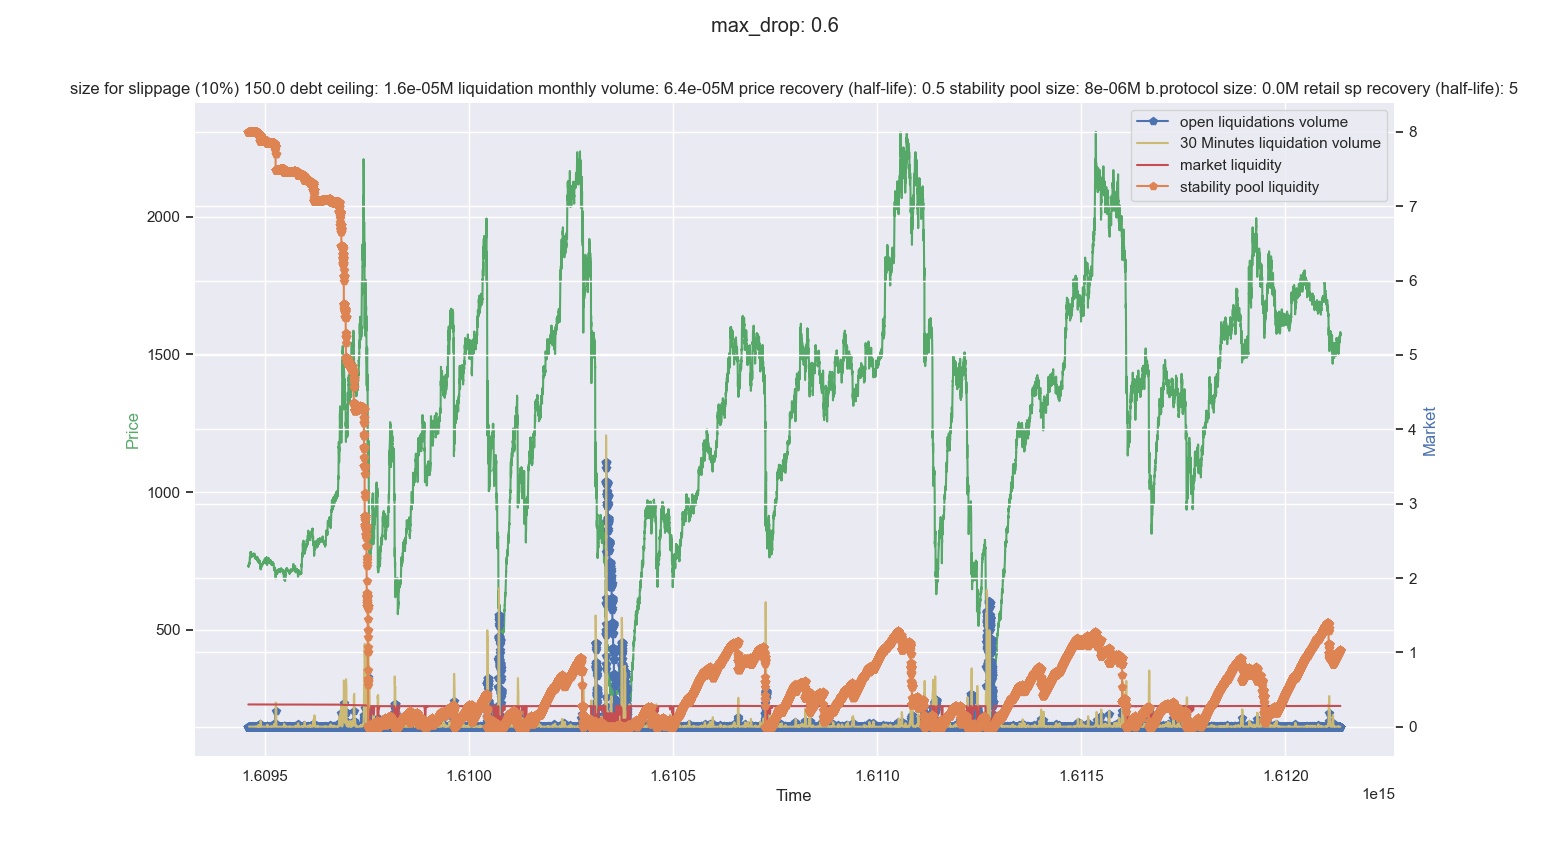 max_drop: 0.6
size for slippage (10%) 150.0 debt ceiling: 1.6e-05M liquidation monthly volume: 6.4e-05M price recovery (half-life): 0.5 stability pool size: 8e-06M b.protocol size: 0.0M retail sp recovery (half-life): 5
open liquidations volume
30 Minutes liquidation volume
market liquidity
stability pool liquidity
2000
1500
1000
500
Price
8
7
6
5
4
3
2
1
0
Market
1.6095 1.6100 1.6105 1.6110 1.6115 1.6120
1e15
Time